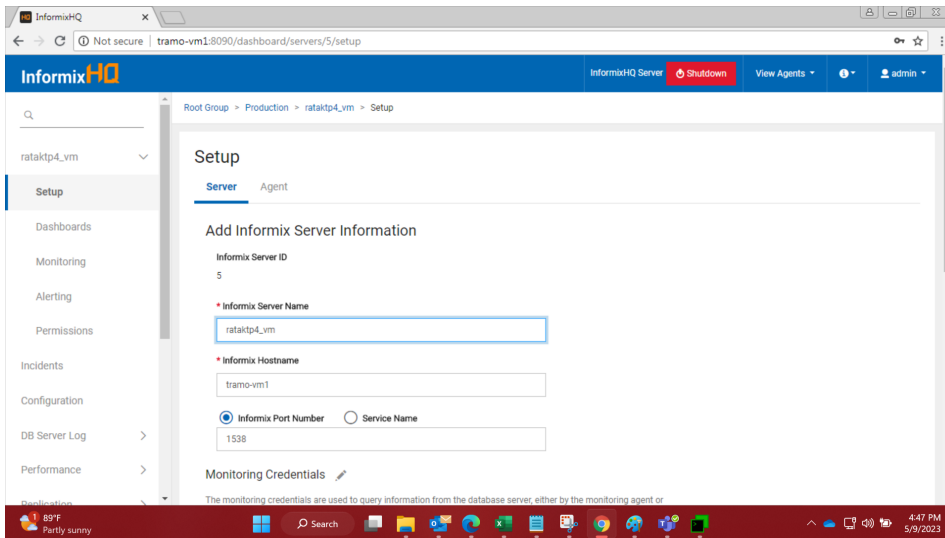 HQ InformixHQ
Not secure | tramo-vm1:8090/dashboard/servers/5/setup
InformixHQ
InformixHQ Server
Shutdown
View Agents
admin
Root Group > Production > rataktp4_vm > Setup
rataktp4_vm
Setup
Dashboards
Monitoring
Alerting
Permissions
Incidents
Configuration
DB Server Log
Performance
Replication
Setup
Server Agent
Add Informix Server Information
Informix Server ID
5
* Informix Server Name
rataktp4_vm
* Informix Hostname
tramo-vm1
Informix Port Number Service Name
1538
Monitoring Credentials
The monitoring credentials are used to query information from the database server, either by the monitoring agent or
1
89°F
Partly sunny
Search
4:47 PM
5/9/2023